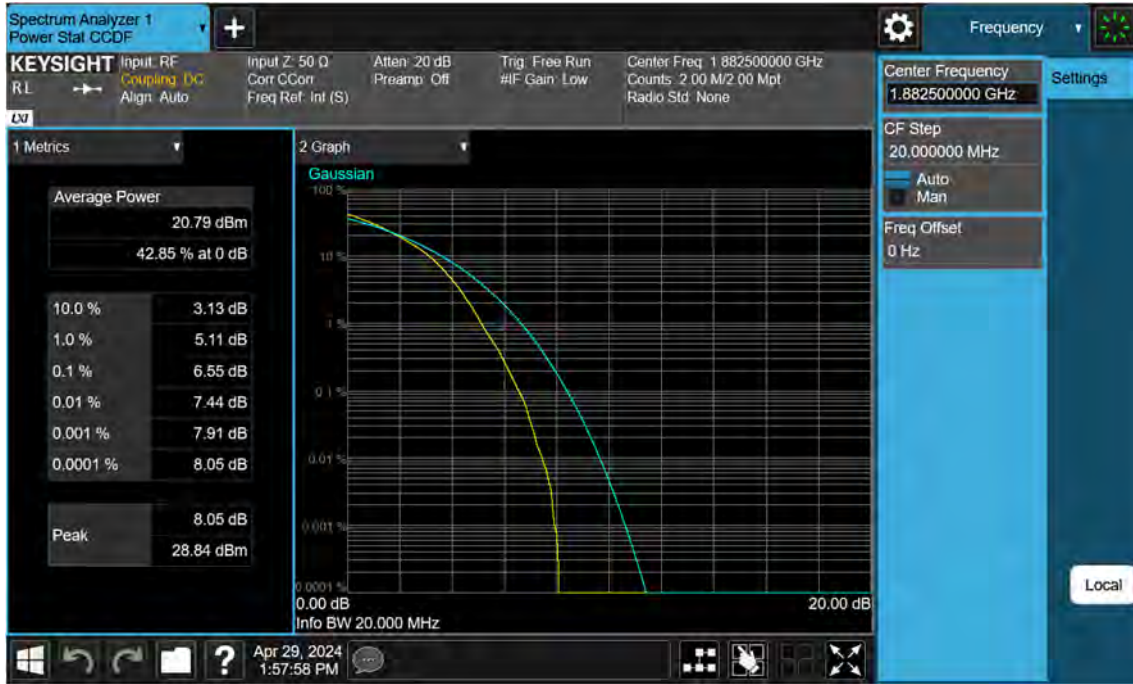 Spectrum Analyzer 1
Power Stat CCDF
Frequency
KEYSIGHT
RL
LXI
Input: RF
Coupling: DC
Align: Auto
Input Z: 50 Ω
Corr CCorr
Freq Ref: Int (S)
Atten: 20 dB
Preamp: Off
Trig: Free Run
#IF Gain: Low
Center Freq: 1.882500000 GHz
Counts: 2.00 M/2.00 Mpt
Radio Std: None
Center Frequency
1.882500000 GHz
Settings
CF Step
20.000000 MHz
Auto
Man
Freq Offset
0 Hz
1 Metrics
Average Power
20.79 dBm
42.85 % at 0 dB
10.0 % 3.13 dB
1.0 % 5.11 dB
0.1 % 6.55 dB
0.01 % 7.44 dB
0.001 % 7.91 dB
0.0001 % 8.05 dB
Peak
8.05 dB
28.84 dBm
2 Graph
Gaussian
100 %
10 %
1 %
0.1 %
0.01 %
0.001 %
0.0001 %
0.00 dB
20.00 dB
Info BW 20.000 MHz
Local
?
Apr 29, 2024
1:57:58 PM